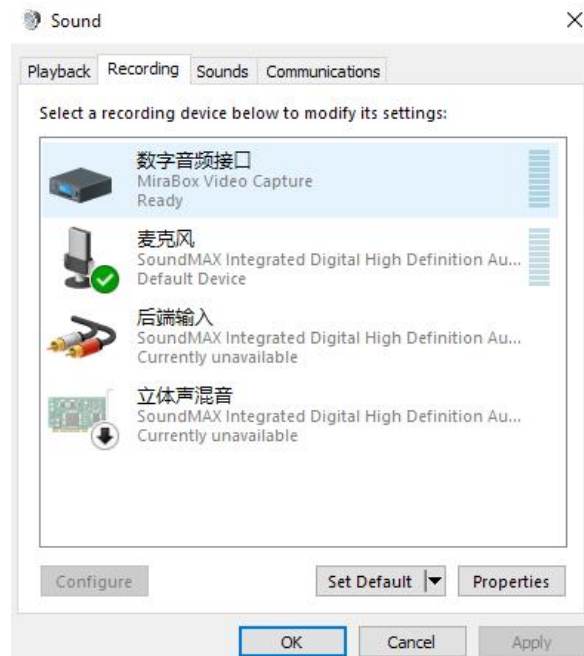 Sound
Playback Recording Sounds Communications
Select a recording device below to modify its settings:
数字音频接口
MiraBox Video Capture
Ready
麦克风
SoundMAX Integrated Digital High Definition Au...
Default Device
后端输入
SoundMAX Integrated Digital High Definition Au...
Currently unavailable
立体声混音
SoundMAX Integrated Digital High Definition Au...
Currently unavailable
Configure Set Default Properties
OK Cancel Apply